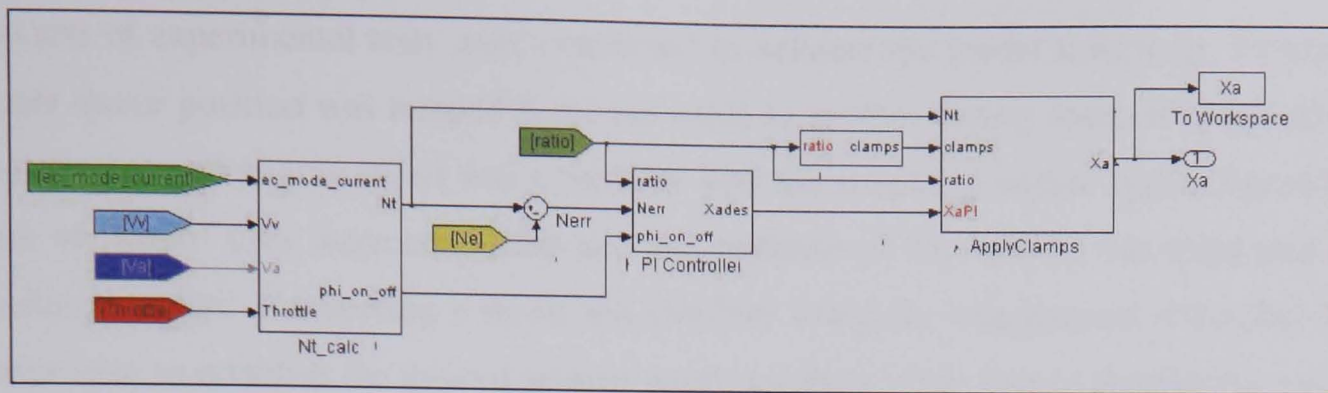 [ec_mode_current]
[Vv]
[Va]
Throttle
ec_mode_current
Vv
Va
Throttle
Nt
phi_on_off
Nt_calc
[Ne]
+-
Nerr
[ratio]
ratio
Nerr
phi_on_off
Xades
PI Controller
ratio clamps
Nt
clamps
ratio
XaPI
Xa
ApplyClamps
Xa
To Workspace
1
Xa